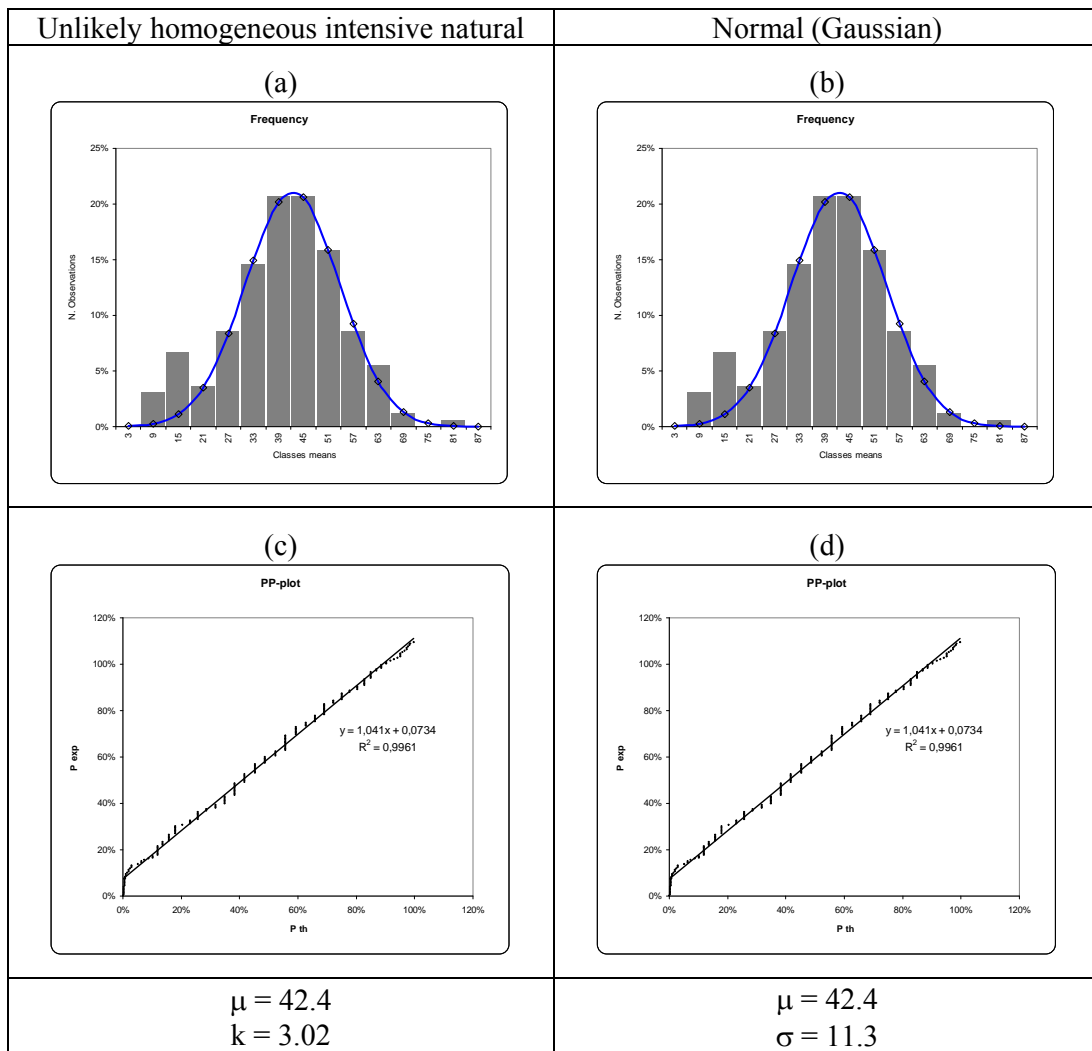 Unlikely homogeneous intensive natural
Normal (Gaussian)
(a)
Frequency
25%
20%
15%
10%
5%
0%
N. Observations
3 9 15 21 27 33 39 45 51 57 63 69 75 81 87
Classes means
(b)
Frequency
25%
20%
15%
10%
5%
0%
N. Observations
3 9 15 21 27 33 39 45 51 57 63 69 75 81 87
Classes means
(c)
PP-plot
120%
100%
80%
60%
40%
20%
0%
P exp
y = 1,041x + 0,0734
R² = 0,9961
0% 20% 40% 60% 80% 100% 120%
P th
(d)
PP-plot
120%
100%
80%
60%
40%
20%
0%
P exp
y = 1,041x + 0,0734
R² = 0,9961
0% 20% 40% 60% 80% 100% 120%
P th
μ = 42.4
k = 3.02
μ = 42.4
σ = 11.3